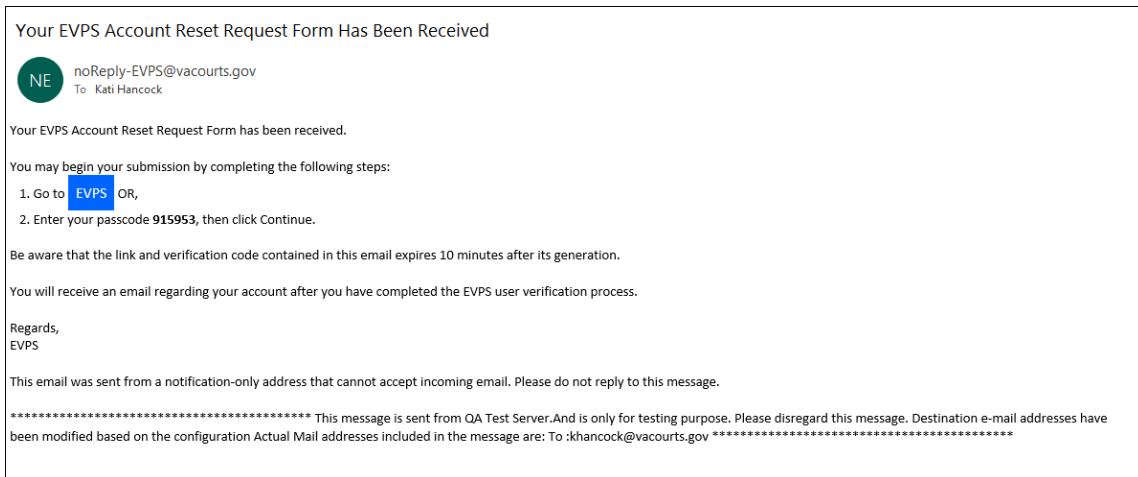 Your EVPS Account Reset Request Form Has Been Received
NE
noReply-EVPS@vacourts.gov
To Kati Hancock
Your EVPS Account Reset Request Form has been received.
You may begin your submission by completing the following steps:
1. Go to EVPS OR,
2. Enter your passcode 915953, then click Continue.
Be aware that the link and verification code contained in this email expires 10 minutes after its generation.
You will receive an email regarding your account after you have completed the EVPS user verification process.
Regards,
EVPS
This email was sent from a notification-only address that cannot accept incoming email. Please do not reply to this message.
******************************************* This message is sent from QA Test Server.And is only for testing purpose. Please disregard this message. Destination e-mail addresses have
been modified based on the configuration Actual Mail addresses included in the message are: To :khancock@vacourts.gov *******************************************